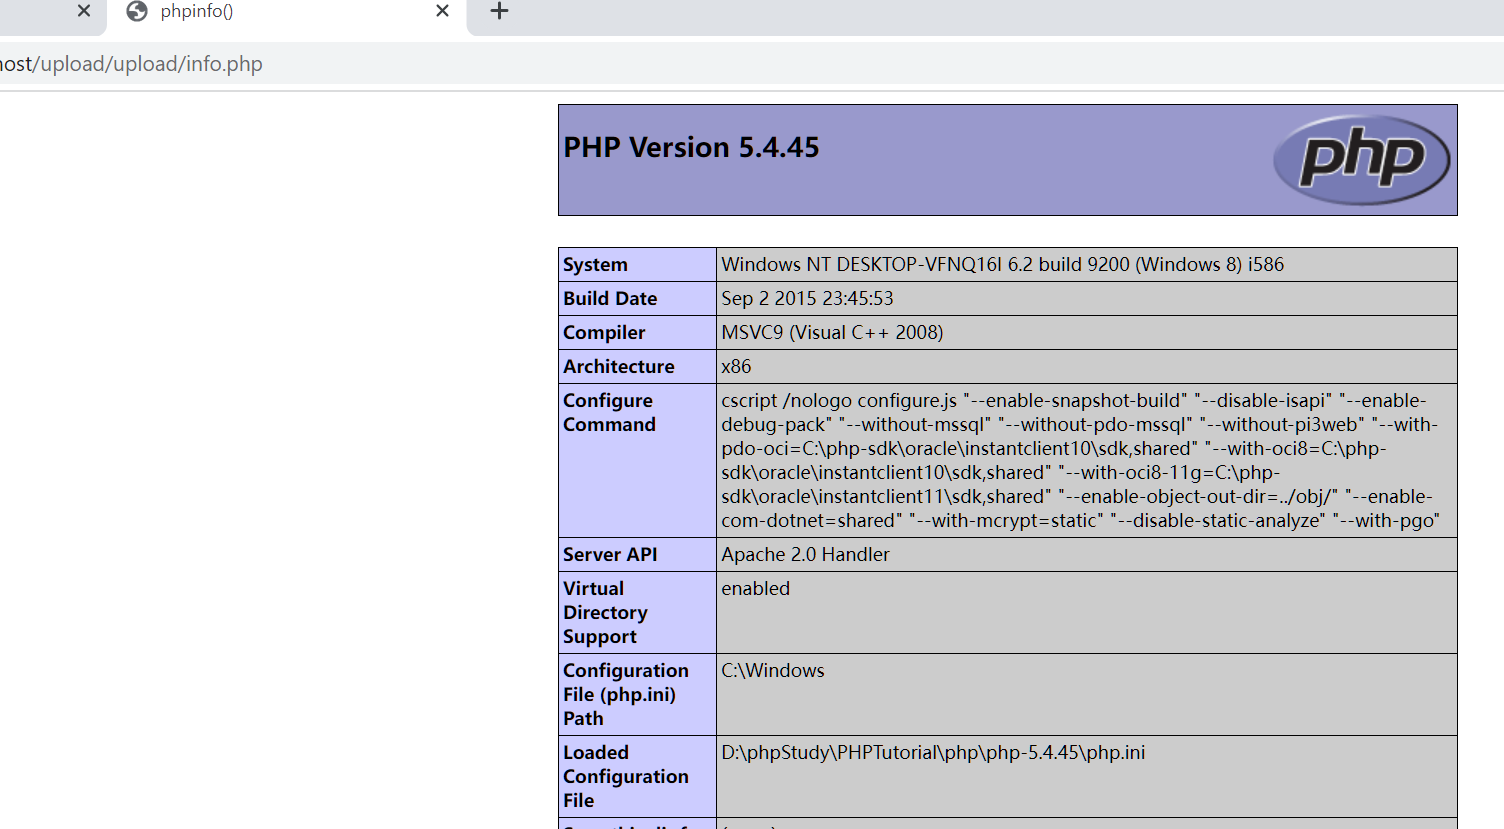 phpinfo()
ost/upload/upload/info.php
PHP Version 5.4.45
php
System
Windows NT DESKTOP-VFNQ16I 6.2 build 9200 (Windows 8) i586
Build Date
Sep 2 2015 23:45:53
Compiler
MSVC9 (Visual C++ 2008)
Architecture
x86
Configure
Command
cscript /nologo configure.js "--enable-snapshot-build" "--disable-isapi" "--enable-
debug-pack" "--without-mssql" "--without-pdo-mssql" "--without-pi3web" "--with-
pdo-oci=C:\php-sdk\oracle\instantclient10\sdk,shared" "--with-oci8=C:\php-
sdk\oracle\instantclient10\sdk,shared" "--with-oci8-11g=C:\php-
sdk\oracle\instantclient11\sdk,shared" "--enable-object-out-dir=../obj/" "--enable-
com-dotnet=shared" "--with-mcrypt=static" "--disable-static-analyze" "--with-pgo"
Server API
Apache 2.0 Handler
Virtual
Directory
Support
enabled
Configuration
File (php.ini)
Path
C:\Windows
Loaded
Configuration
File
D:\phpStudy\PHPTutorial\php\php-5.4.45\php.ini